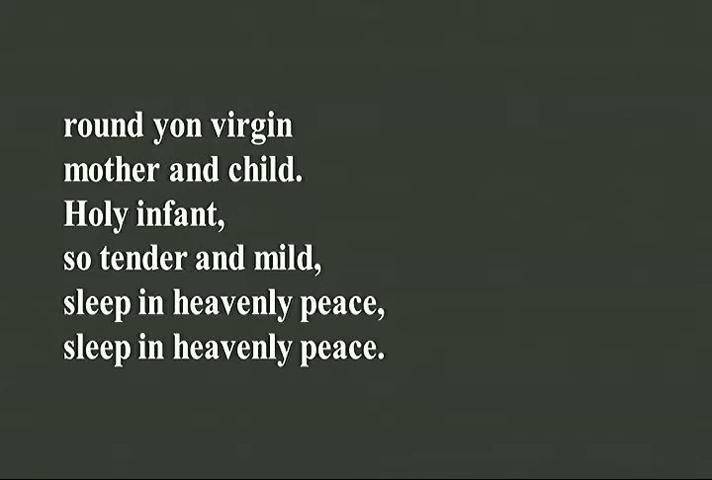 round yon virgin
mother and child.
Holy infant,
so tender and mild,
sleep in heavenly peace,
sleep in heavenly peace.